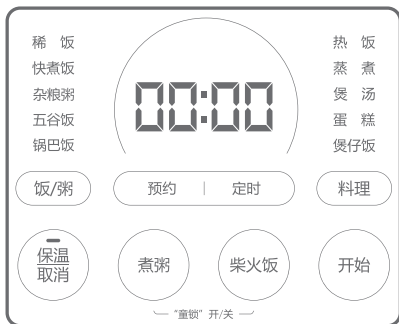 稀 饭
快煮饭
杂粮粥
五谷饭
锅巴饭
00:00
热 饭
蒸 煮
煲 汤
蛋 糕
煲仔饭
饭/粥
预约 | 定时
料理
保温
取消
煮粥
柴火饭
开始
“童锁”开/关